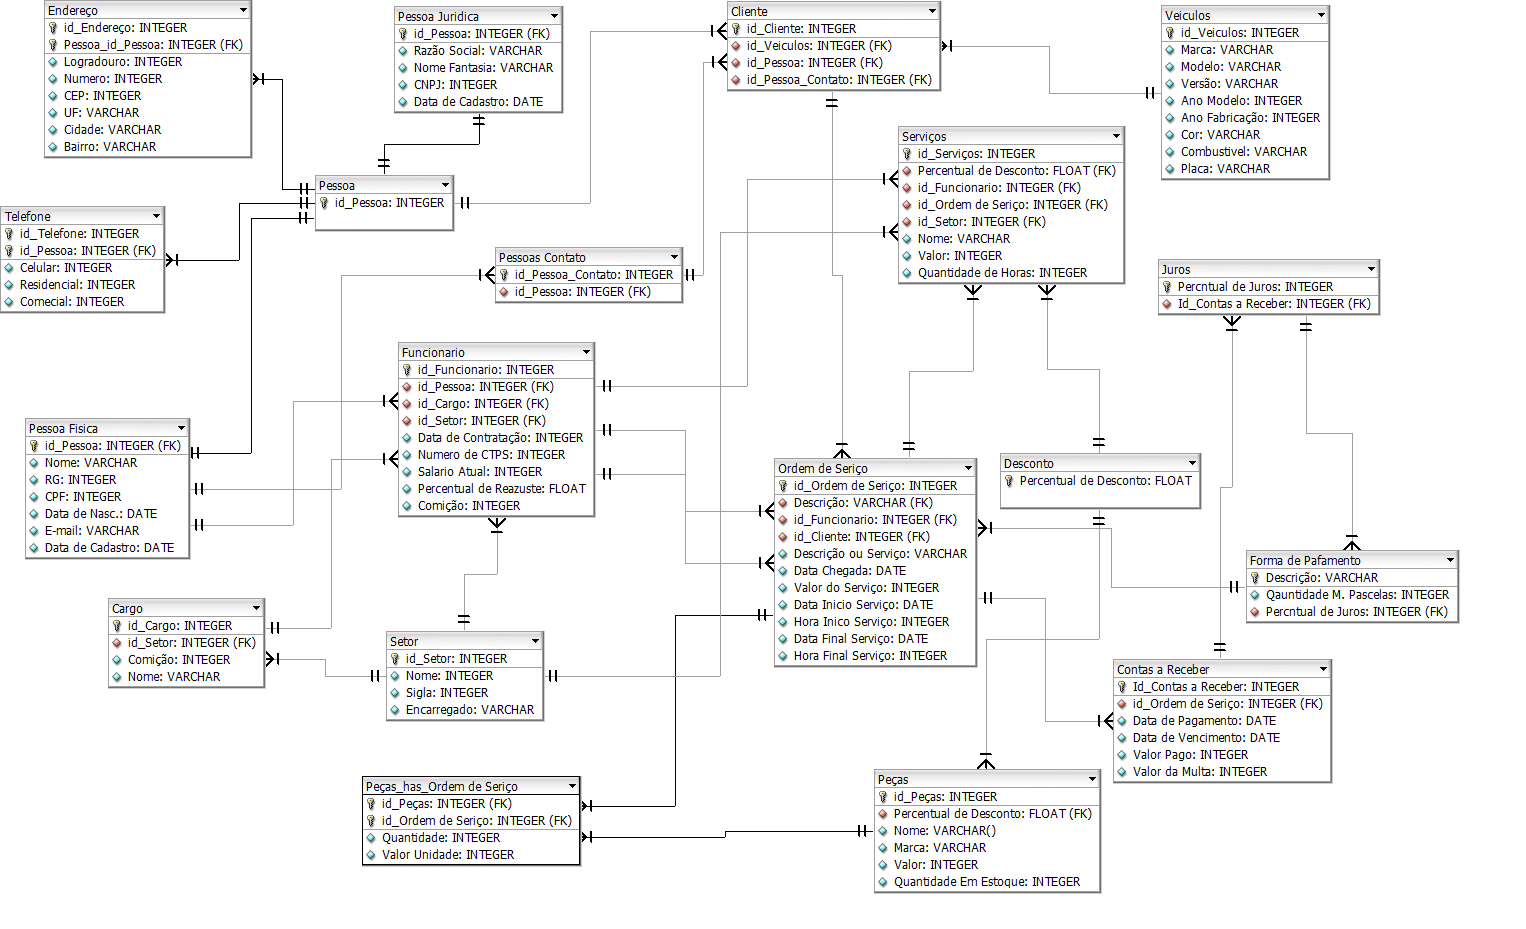 Endereço
id_Endereço: INTEGER
Pessoa_id_Pessoa: INTEGER (FK)
Logradouro: INTEGER
Numero: INTEGER
CEP: INTEGER
UF: VARCHAR
Cidade: VARCHAR
Bairro: VARCHAR
Pessoa Juridica
id_Pessoa: INTEGER (FK)
Razão Social: VARCHAR
Nome Fantasia: VARCHAR
CNPJ: INTEGER
Data de Cadastro: DATE
Cliente
id_Cliente: INTEGER
id_Veiculos: INTEGER (FK)
id_Pessoa: INTEGER (FK)
id_Pessoa_Contato: INTEGER (FK)
Veiculos
id_Veiculos: INTEGER
Marca: VARCHAR
Modelo: VARCHAR
Versão: VARCHAR
Ano Modelo: INTEGER
Ano Fabricação: INTEGER
Cor: VARCHAR
Combustivel: VARCHAR
Placa: VARCHAR
Serviços
id_Serviços: INTEGER
Percentual de Desconto: FLOAT (FK)
id_Funcionario: INTEGER (FK)
id_Ordem de Seriço: INTEGER (FK)
id_Setor: INTEGER (FK)
Nome: VARCHAR
Valor: INTEGER
Quantidade de Horas: INTEGER
Pessoa
id_Pessoa: INTEGER
Telefone
id_Telefone: INTEGER
id_Pessoa: INTEGER (FK)
Celular: INTEGER
Residencial: INTEGER
Comecial: INTEGER
Pessoas Contato
id_Pessoa_Contato: INTEGER
id_Pessoa: INTEGER (FK)
Juros
Percntual de Juros: INTEGER
Id_Contas a Receber: INTEGER (FK)
Funcionario
id_Funcionario: INTEGER
id_Pessoa: INTEGER (FK)
id_Cargo: INTEGER (FK)
id_Setor: INTEGER (FK)
Data de Contratação: INTEGER
Numero de CTPS: INTEGER
Salario Atual: INTEGER
Percentual de Reazuste: FLOAT
Comição: INTEGER
Pessoa Fisica
id_Pessoa: INTEGER (FK)
Nome: VARCHAR
RG: INTEGER
CPF: INTEGER
Data de Nasc.: DATE
E-mail: VARCHAR
Data de Cadastro: DATE
Ordem de Seriço
id_Ordem de Seriço: INTEGER
Descrição: VARCHAR (FK)
id_Funcionario: INTEGER (FK)
id_Cliente: INTEGER (FK)
Descrição ou Serviço: VARCHAR
Data Chegada: DATE
Valor do Serviço: INTEGER
Data Inicio Serviço: DATE
Hora Inico Serviço: INTEGER
Data Final Serviço: DATE
Hora Final Serviço: INTEGER
Desconto
Percentual de Desconto: FLOAT
Forma de Pafamento
Descrição: VARCHAR
Qauntidade M. Pascelas: INTEGER
Percntual de Juros: INTEGER (FK)
Cargo
id_Cargo: INTEGER
id_Setor: INTEGER (FK)
Comição: INTEGER
Nome: VARCHAR
Setor
id_Setor: INTEGER
Nome: INTEGER
Sigla: INTEGER
Encarregado: VARCHAR
Contas a Receber
Id_Contas a Receber: INTEGER
id_Ordem de Seriço: INTEGER (FK)
Data de Pagamento: DATE
Data de Vencimento: DATE
Valor Pago: INTEGER
Valor da Multa: INTEGER
Peças_has_Ordem de Seriço
id_Peças: INTEGER (FK)
id_Ordem de Seriço: INTEGER (FK)
Quantidade: INTEGER
Valor Unidade: INTEGER
Peças
id_Peças: INTEGER
Percentual de Desconto: FLOAT (FK)
Nome: VARCHAR()
Marca: VARCHAR
Valor: INTEGER
Quantidade Em Estoque: INTEGER